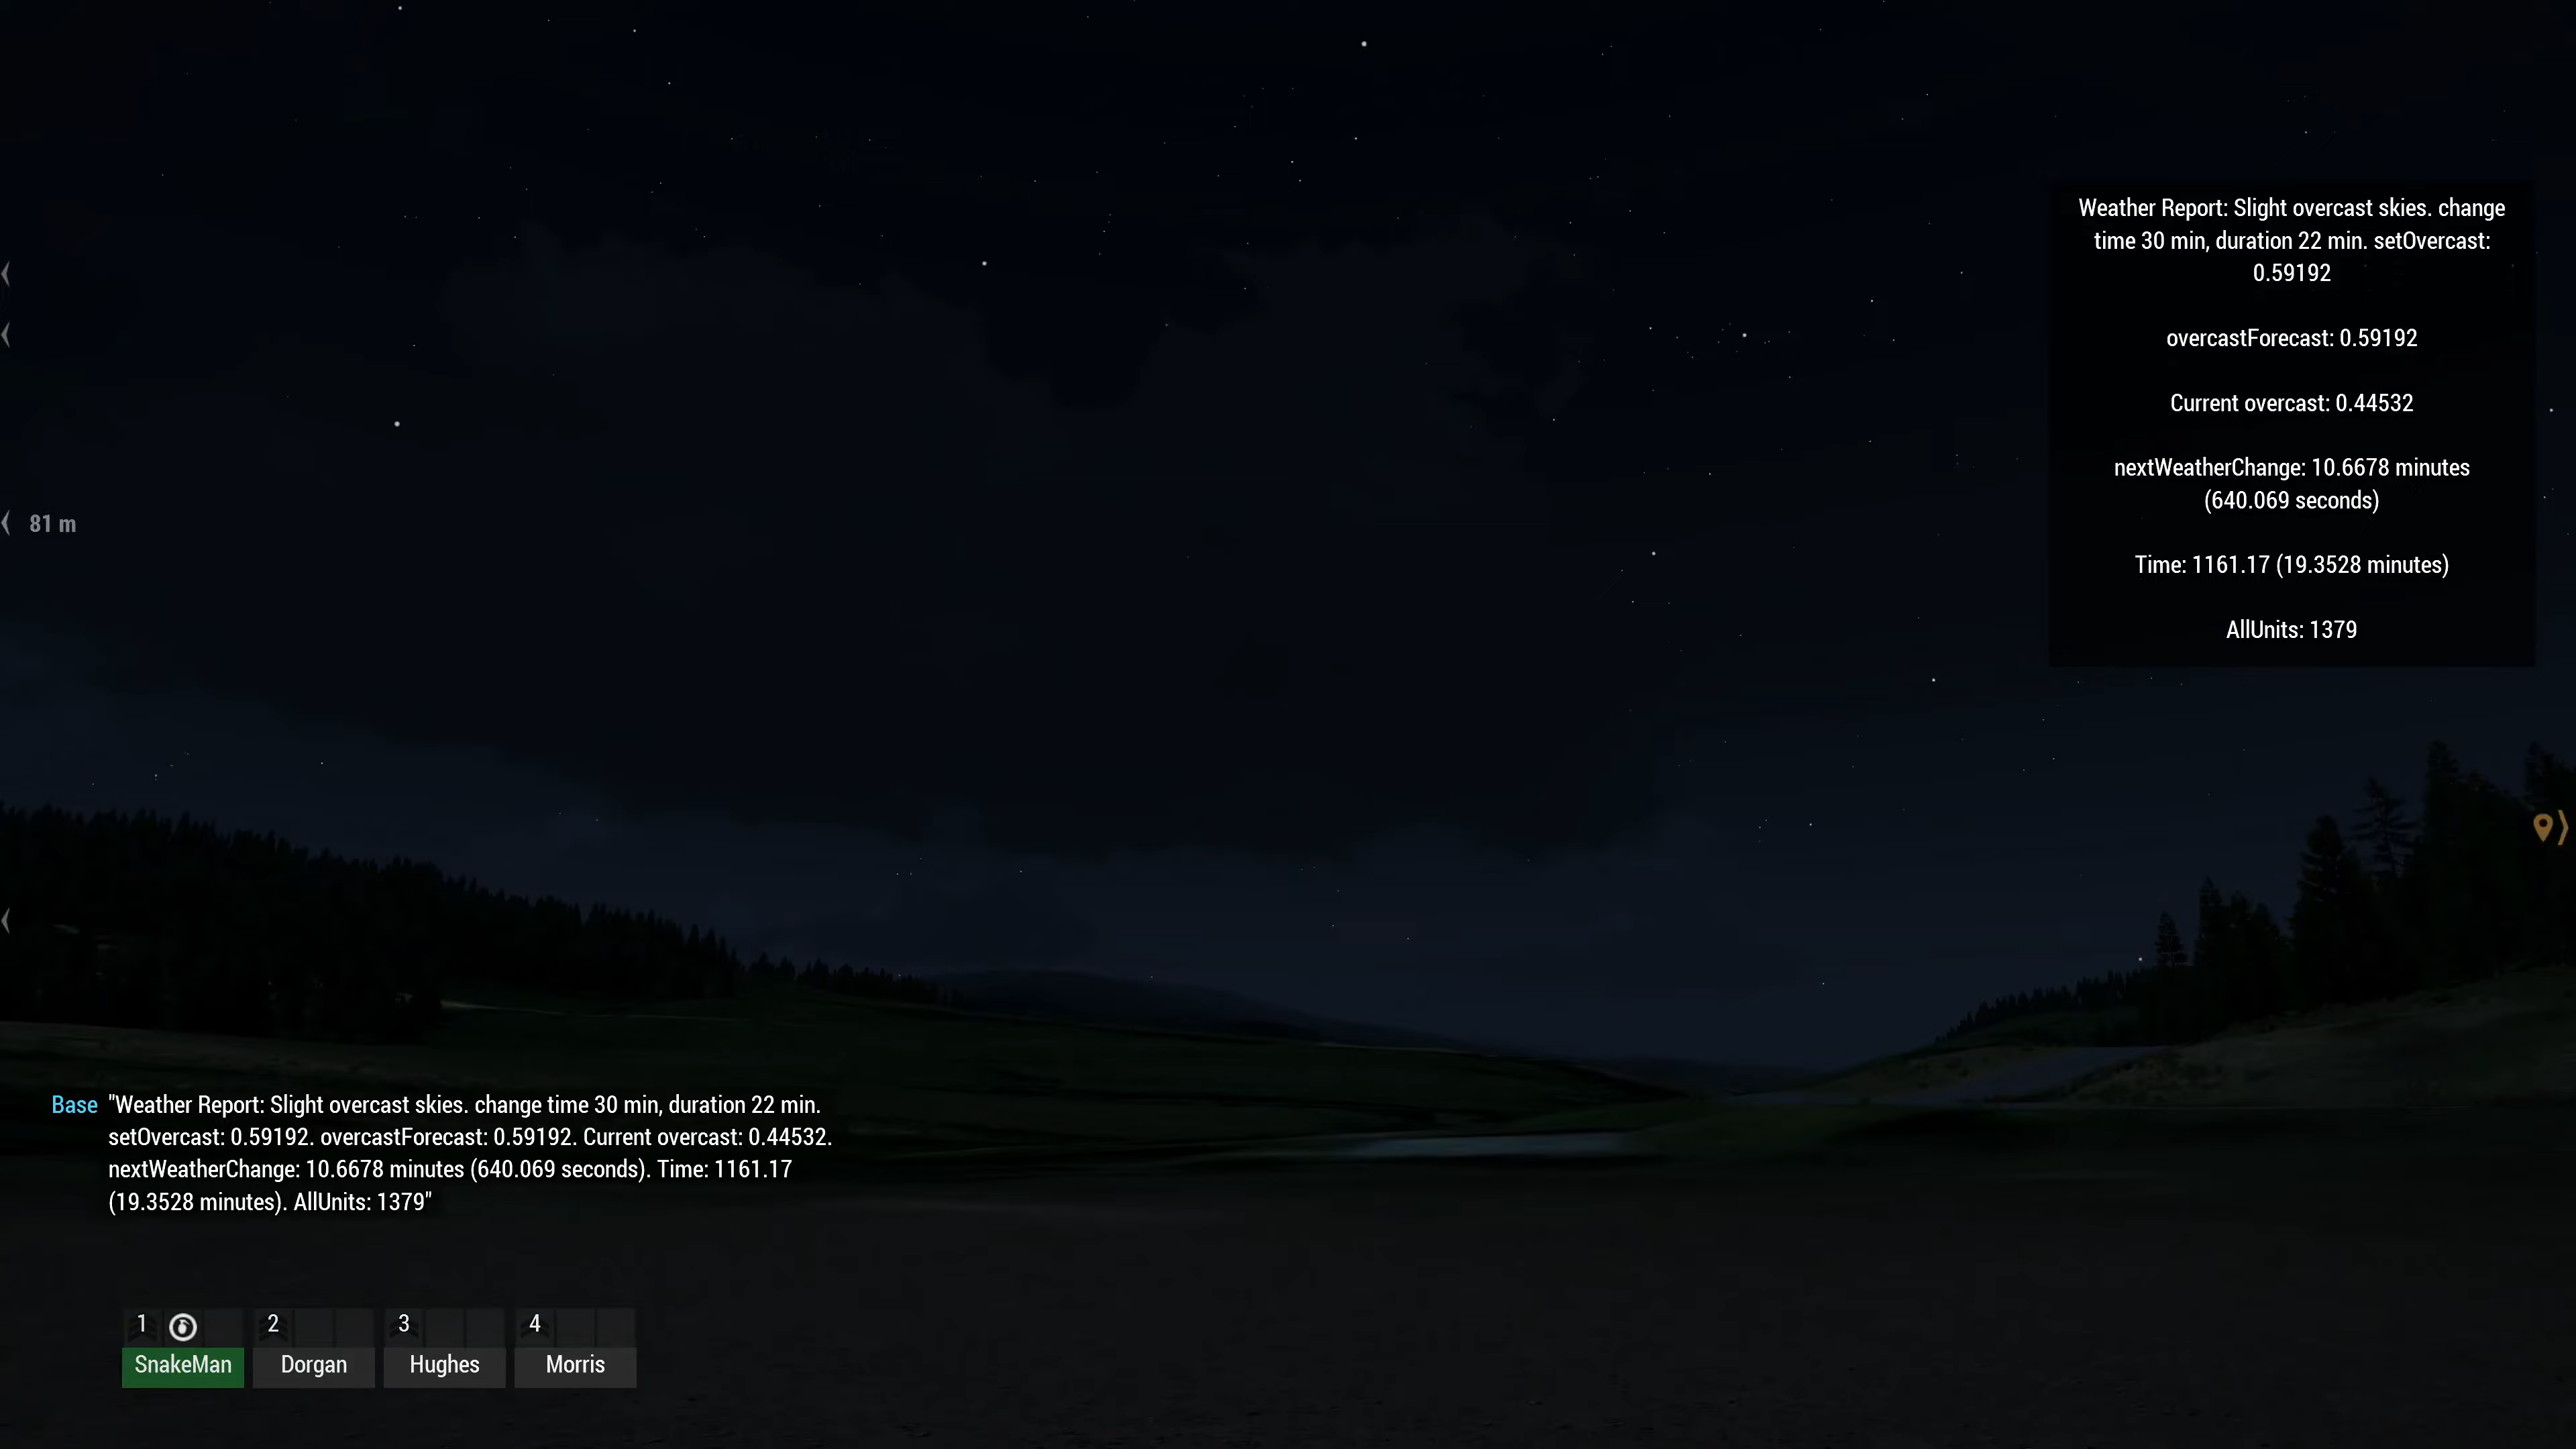 Weather Report: Slight overcast skies. change
time 30 min, duration 22 min. setOvercast:
0.59192
overcastForecast: 0.59192
Current overcast: 0.44532
nextWeatherChange: 10.6678 minutes
(640.069 seconds)
Time: 1161.17 (19.3528 minutes)
AllUnits: 1379
81 m
Base "Weather Report: Slight overcast skies. change time 30 min, duration 22 min.
setOvercast: 0.59192. overcastForecast: 0.59192. Current overcast: 0.44532.
nextWeatherChange: 10.6678 minutes (640.069 seconds). Time: 1161.17
(19.3528 minutes). AllUnits: 1379"
1 2 3 4
SnakeMan Dorgan Hughes Morris